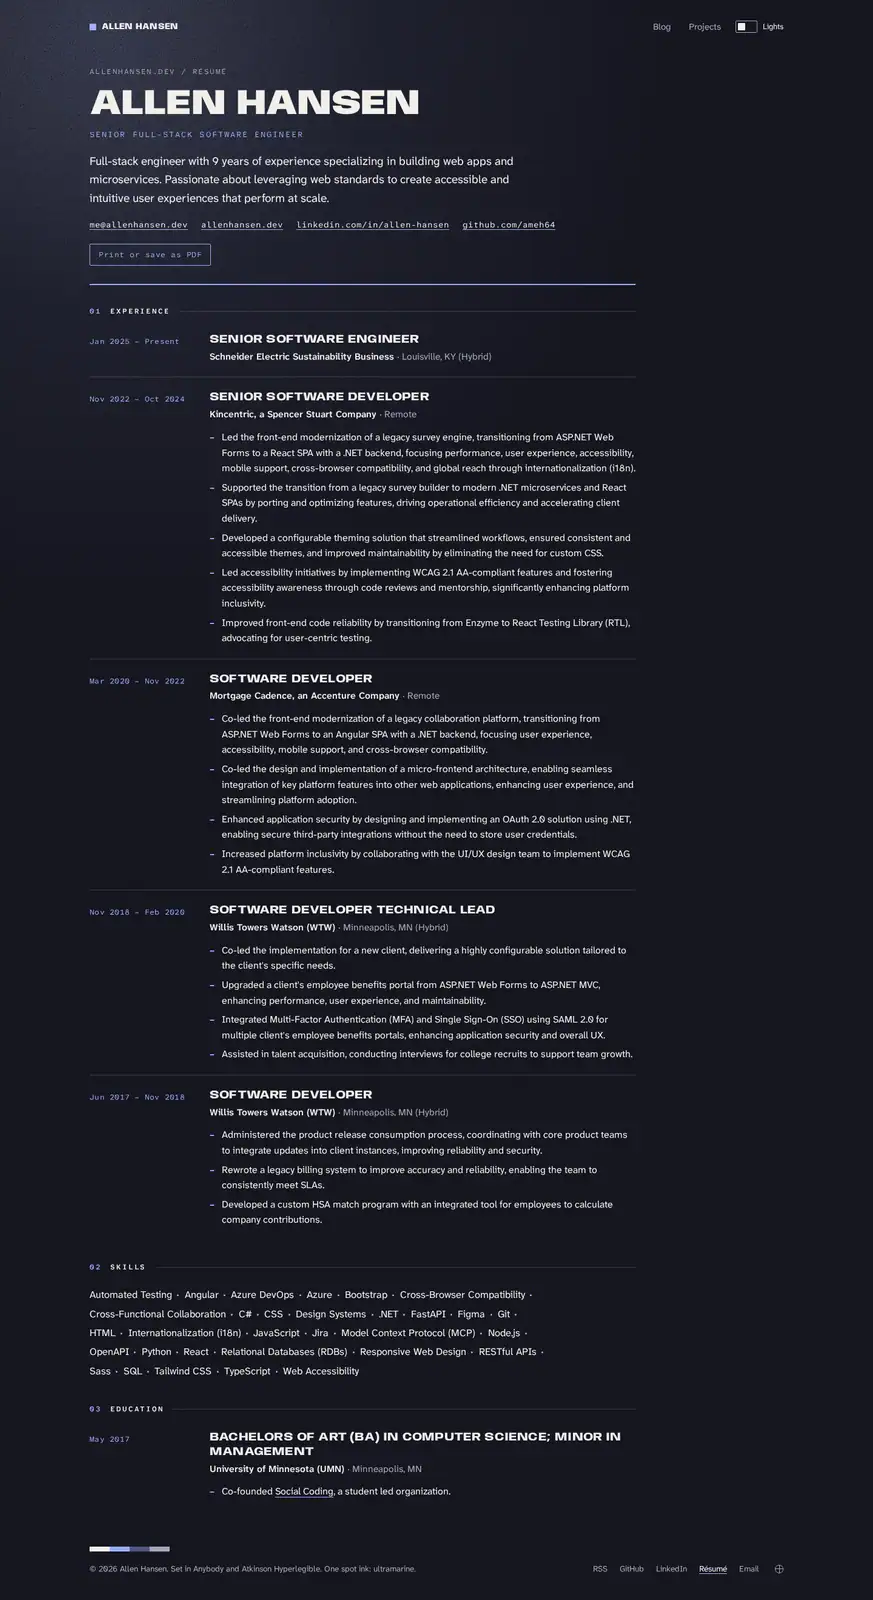 ALLEN HANSEN
Blog Projects Lights
ALLENHANSEN.DEV / RÉSUMÉ
ALLEN HANSEN
SENIOR FULL-STACK SOFTWARE ENGINEER
Full-stack engineer with 9 years of experience specializing in building web apps and
microservices. Passionate about leveraging web standards to create accessible and
intuitive user experiences that perform at scale.
me@allenhansen.dev allenhansen.dev linkedin.com/in/allen-hansen github.com/ameh64
Print or save as PDF
01 EXPERIENCE
Jan 2025 – Present
SENIOR SOFTWARE ENGINEER
Schneider Electric Sustainability Business · Louisville, KY (Hybrid)
Nov 2022 – Oct 2024
SENIOR SOFTWARE DEVELOPER
Kincentric, a Spencer Stuart Company · Remote
– Led the front-end modernization of a legacy survey engine, transitioning from ASP.NET Web
Forms to a React SPA with a .NET backend, focusing performance, user experience, accessibility,
mobile support, cross-browser compatibility, and global reach through internationalization (i18n).
– Supported the transition from a legacy survey builder to modern .NET microservices and React
SPAs by porting and optimizing features, driving operational efficiency and accelerating client
delivery.
– Developed a configurable theming solution that streamlined workflows, ensured consistent and
accessible themes, and improved maintainability by eliminating the need for custom CSS.
– Led accessibility initiatives by implementing WCAG 2.1 AA-compliant features and fostering
accessibility awareness through code reviews and mentorship, significantly enhancing platform
inclusivity.
– Improved front-end code reliability by transitioning from Enzyme to React Testing Library (RTL),
advocating for user-centric testing.
Mar 2020 – Nov 2022
SOFTWARE DEVELOPER
Mortgage Cadence, an Accenture Company · Remote
– Co-led the front-end modernization of a legacy collaboration platform, transitioning from
ASP.NET Web Forms to an Angular SPA with a .NET backend, focusing user experience,
accessibility, mobile support, and cross-browser compatibility.
– Co-led the design and implementation of a micro-frontend architecture, enabling seamless
integration of key platform features into other web applications, enhancing user experience, and
streamlining platform adoption.
– Enhanced application security by designing and implementing an OAuth 2.0 solution using .NET,
enabling secure third-party integrations without the need to store user credentials.
– Increased platform inclusivity by collaborating with the UI/UX design team to implement WCAG
2.1 AA-compliant features.
Nov 2018 – Feb 2020
SOFTWARE DEVELOPER TECHNICAL LEAD
Willis Towers Watson (WTW) · Minneapolis, MN (Hybrid)
– Co-led the implementation for a new client, delivering a highly configurable solution tailored to
the client's specific needs.
– Upgraded a client's employee benefits portal from ASP.NET Web Forms to ASP.NET MVC,
enhancing performance, user experience, and maintainability.
– Integrated Multi-Factor Authentication (MFA) and Single Sign-On (SSO) using SAML 2.0 for
multiple client's employee benefits portals, enhancing application security and overall UX.
– Assisted in talent acquisition, conducting interviews for college recruits to support team growth.
Jun 2017 – Nov 2018
SOFTWARE DEVELOPER
Willis Towers Watson (WTW) · Minneapolis, MN (Hybrid)
– Administered the product release consumption process, coordinating with core product teams
to integrate updates into client instances, improving reliability and security.
– Rewrote a legacy billing system to improve accuracy and reliability, enabling the team to
consistently meet SLAs.
– Developed a custom HSA match program with an integrated tool for employees to calculate
company contributions.
02 SKILLS
Automated Testing · Angular · Azure DevOps · Azure · Bootstrap · Cross-Browser Compatibility ·
Cross-Functional Collaboration · C# · CSS · Design Systems · .NET · FastAPI · Figma · Git ·
HTML · Internationalization (i18n) · JavaScript · Jira · Model Context Protocol (MCP) · Node.js ·
OpenAPI · Python · React · Relational Databases (RDBs) · Responsive Web Design · RESTful APIs ·
Sass · SQL · Tailwind CSS · TypeScript · Web Accessibility
03 EDUCATION
May 2017
BACHELORS OF ART (BA) IN COMPUTER SCIENCE; MINOR IN
MANAGEMENT
University of Minnesota (UMN) · Minneapolis, MN
– Co-founded Social Coding, a student led organization.
© 2026 Allen Hansen. Set in Anybody and Atkinson Hyperlegible. One spot ink: ultramarine.
RSS GitHub LinkedIn Résumé Email